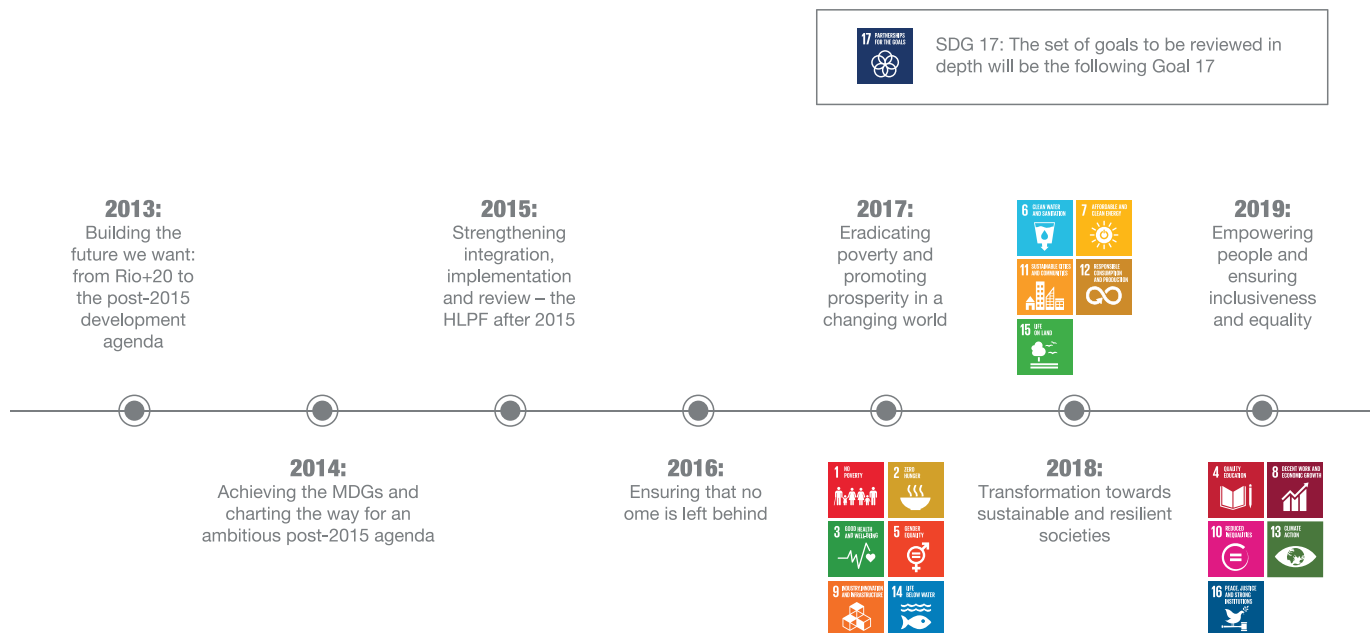 17 PARTNERSHIPS
FOR THE GOALS
SDG 17: The set of goals to be reviewed in
depth will be the following Goal 17
2013:
Building the
future we want:
from Rio+20 to
the post-2015
development
agenda
2015:
Strengthening
integration,
implementation
and review – the
HLPF after 2015
2017:
Eradicating
poverty and
promoting
prosperity in a
changing world
6 CLEAN WATER
AND SANITATION
7 AFFORDABLE AND
CLEAN ENERGY
11 SUSTAINABLE CITIES
AND COMMUNITIES
12 RESPONSIBLE
CONSUMPTION
AND PRODUCTION
15 LIFE
ON LAND
2019:
Empowering
people and
ensuring
inclusiveness
and equality
2014:
Achieving the MDGs and
charting the way for an
ambitious post-2015 agenda
2016:
Ensuring that no
ome is left behind
1 NO
POVERTY
2 ZERO
HUNGER
3 GOOD HEALTH
AND WELL-BEING
5 GENDER
EQUALITY
9 INDUSTRY, INNOVATION
AND INFRASTRUCTURE
14 LIFE
BELOW WATER
2018:
Transformation towards
sustainable and resilient
societies
4 QUALITY
EDUCATION
8 DECENT WORK AND
ECONOMIC GROWTH
10 REDUCED
INEQUALITIES
13 CLIMATE
ACTION
16 PEACE, JUSTICE
AND STRONG
INSTITUTIONS